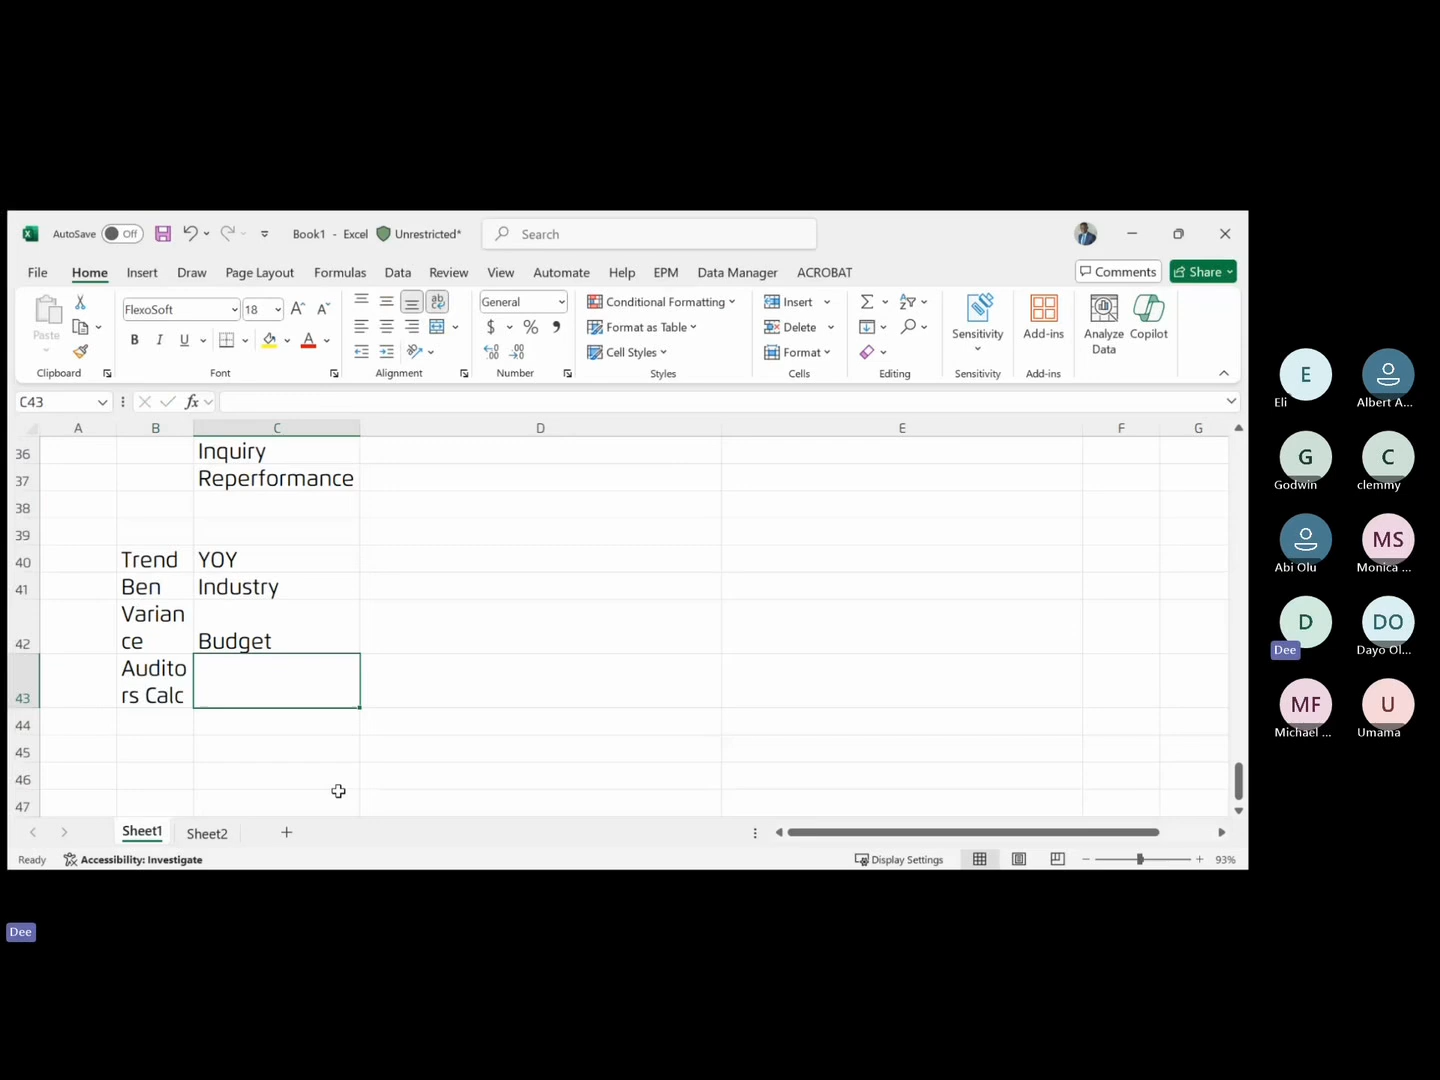 AutoSave Off Book1 - Excel Unrestricted* Search
File Home Insert Draw Page Layout Formulas Data Review View Automate Help EPM Data Manager ACROBAT Comments Share
Paste
Clipboard
FlexoSoft 18
B I U A
Font
Alignment
General
$ % ,
Number
Conditional Formatting
Format as Table
Cell Styles
Styles
Insert
Delete
Format
Cells
Editing
Sensitivity
Sensitivity
Add-ins
Add-ins
Analyze
Data
Copilot
C43 fx
A B C D E F G
36 Inquiry
37 Reperformance
38
39
40 Trend YOY
41 Ben Industry
Varian
42 ce Budget
Audito
43 rs Calc
44
45
46
47
Sheet1 Sheet2
Ready Accessibility: Investigate Display Settings 93%
E
Eli
Albert A...
G
Godwin
C
clemmy
Abi Olu
MS
Monica ...
D
Dee
DO
Dayo Ol...
MF
Michael ...
U
Umama
Dee